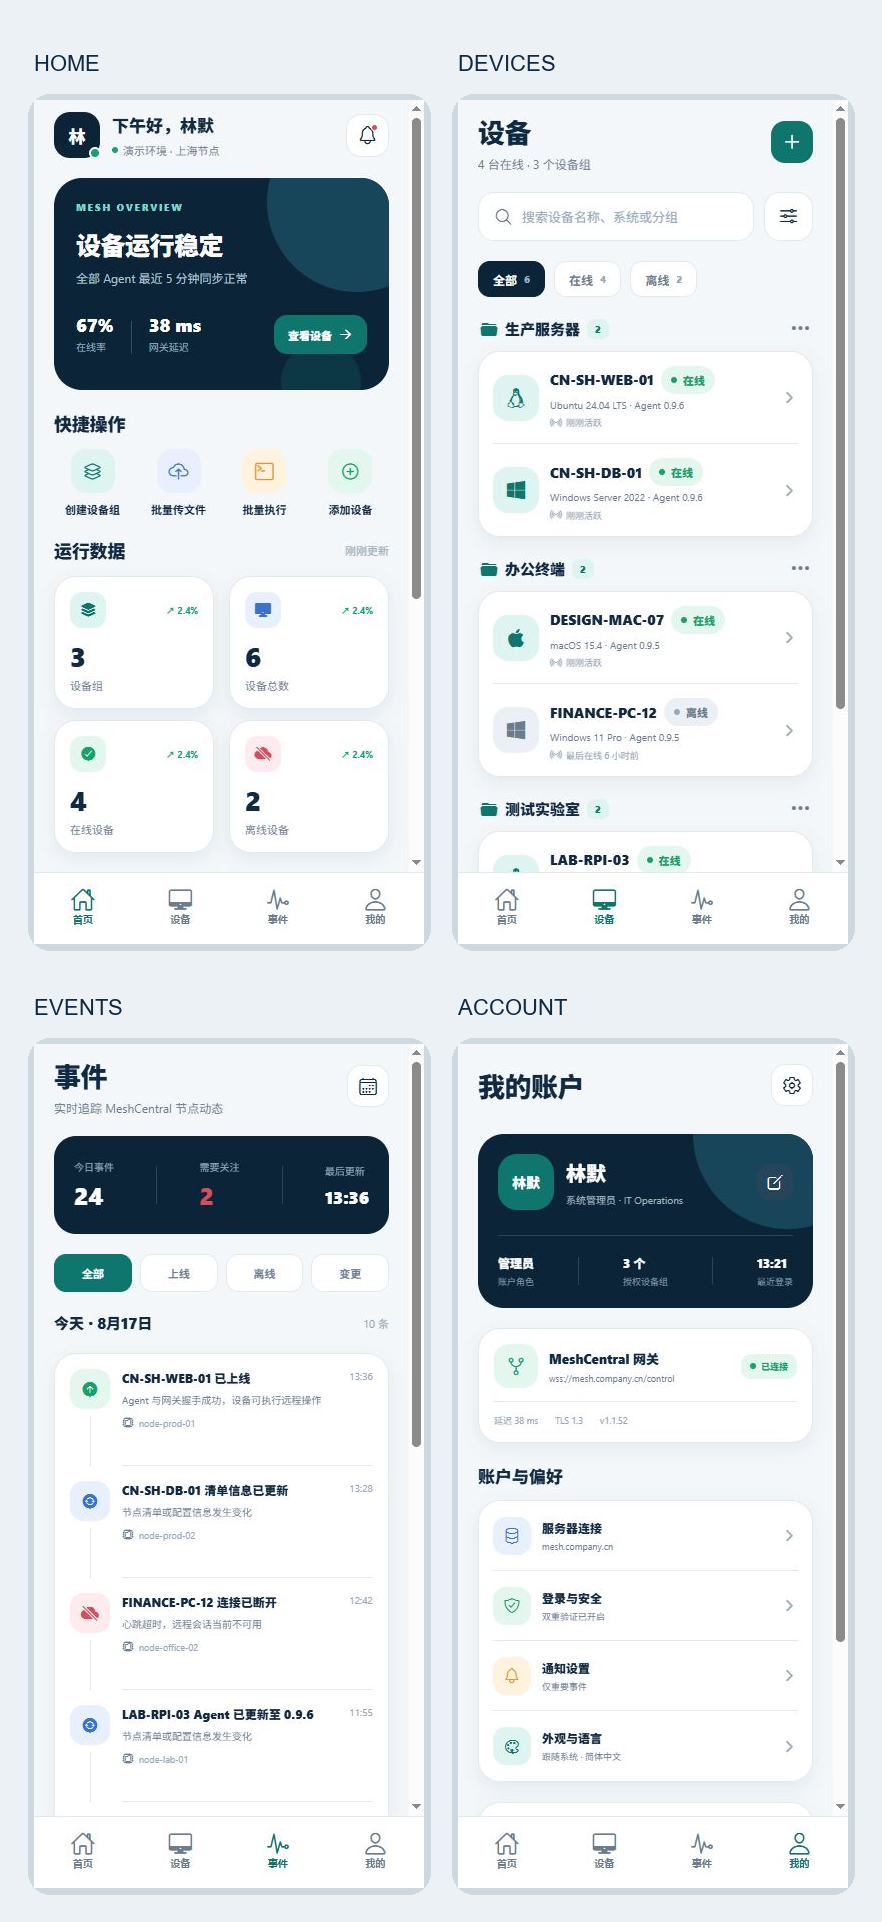 HOME
林
下午好，林默
演示环境 · 上海节点
MESH OVERVIEW
设备运行稳定
全部 Agent 最近 5 分钟同步正常
67%
在线率
38 ms
网关延迟
查看设备
快捷操作
创建设备组
批量传文件
批量执行
添加设备
运行数据
刚刚更新
2.4%
3
设备组
2.4%
6
设备总数
2.4%
4
在线设备
2.4%
2
离线设备
首页
设备
事件
我的
DEVICES
设备
4 台在线 · 3 个设备组
搜索设备名称、系统或分组
全部 6
在线 4
离线 2
生产服务器 2
CN-SH-WEB-01 在线
Ubuntu 24.04 LTS · Agent 0.9.6
刚刚活跃
CN-SH-DB-01 在线
Windows Server 2022 · Agent 0.9.6
刚刚活跃
办公终端 2
DESIGN-MAC-07 在线
macOS 15.4 · Agent 0.9.5
刚刚活跃
FINANCE-PC-12 离线
Windows 11 Pro · Agent 0.9.5
最后在线 6 小时前
测试实验室 2
LAB-RPI-03 在线
首页
设备
事件
我的
EVENTS
事件
实时追踪 MeshCentral 节点动态
今日事件
24
需要关注
2
最后更新
13:36
全部
上线
离线
变更
今天 · 8月17日
10 条
CN-SH-WEB-01 已上线 13:36
Agent 与网关握手成功，设备可执行远程操作
node-prod-01
CN-SH-DB-01 清单信息已更新 13:28
节点清单或配置信息发生变化
node-prod-02
FINANCE-PC-12 连接已断开 12:42
心跳超时，远程会话当前不可用
node-office-02
LAB-RPI-03 Agent 已更新至 0.9.6 11:55
节点清单或配置信息发生变化
node-lab-01
首页
设备
事件
我的
ACCOUNT
我的账户
林默
林默
系统管理员 · IT Operations
管理员
账户角色
3 个
授权设备组
13:21
最近登录
MeshCentral 网关
wss://mesh.company.cn/control
已连接
延迟 38 ms TLS 1.3 v1.1.52
账户与偏好
服务器连接
mesh.company.cn
登录与安全
双重验证已开启
通知设置
仅重要事件
外观与语言
跟随系统 · 简体中文
首页
设备
事件
我的